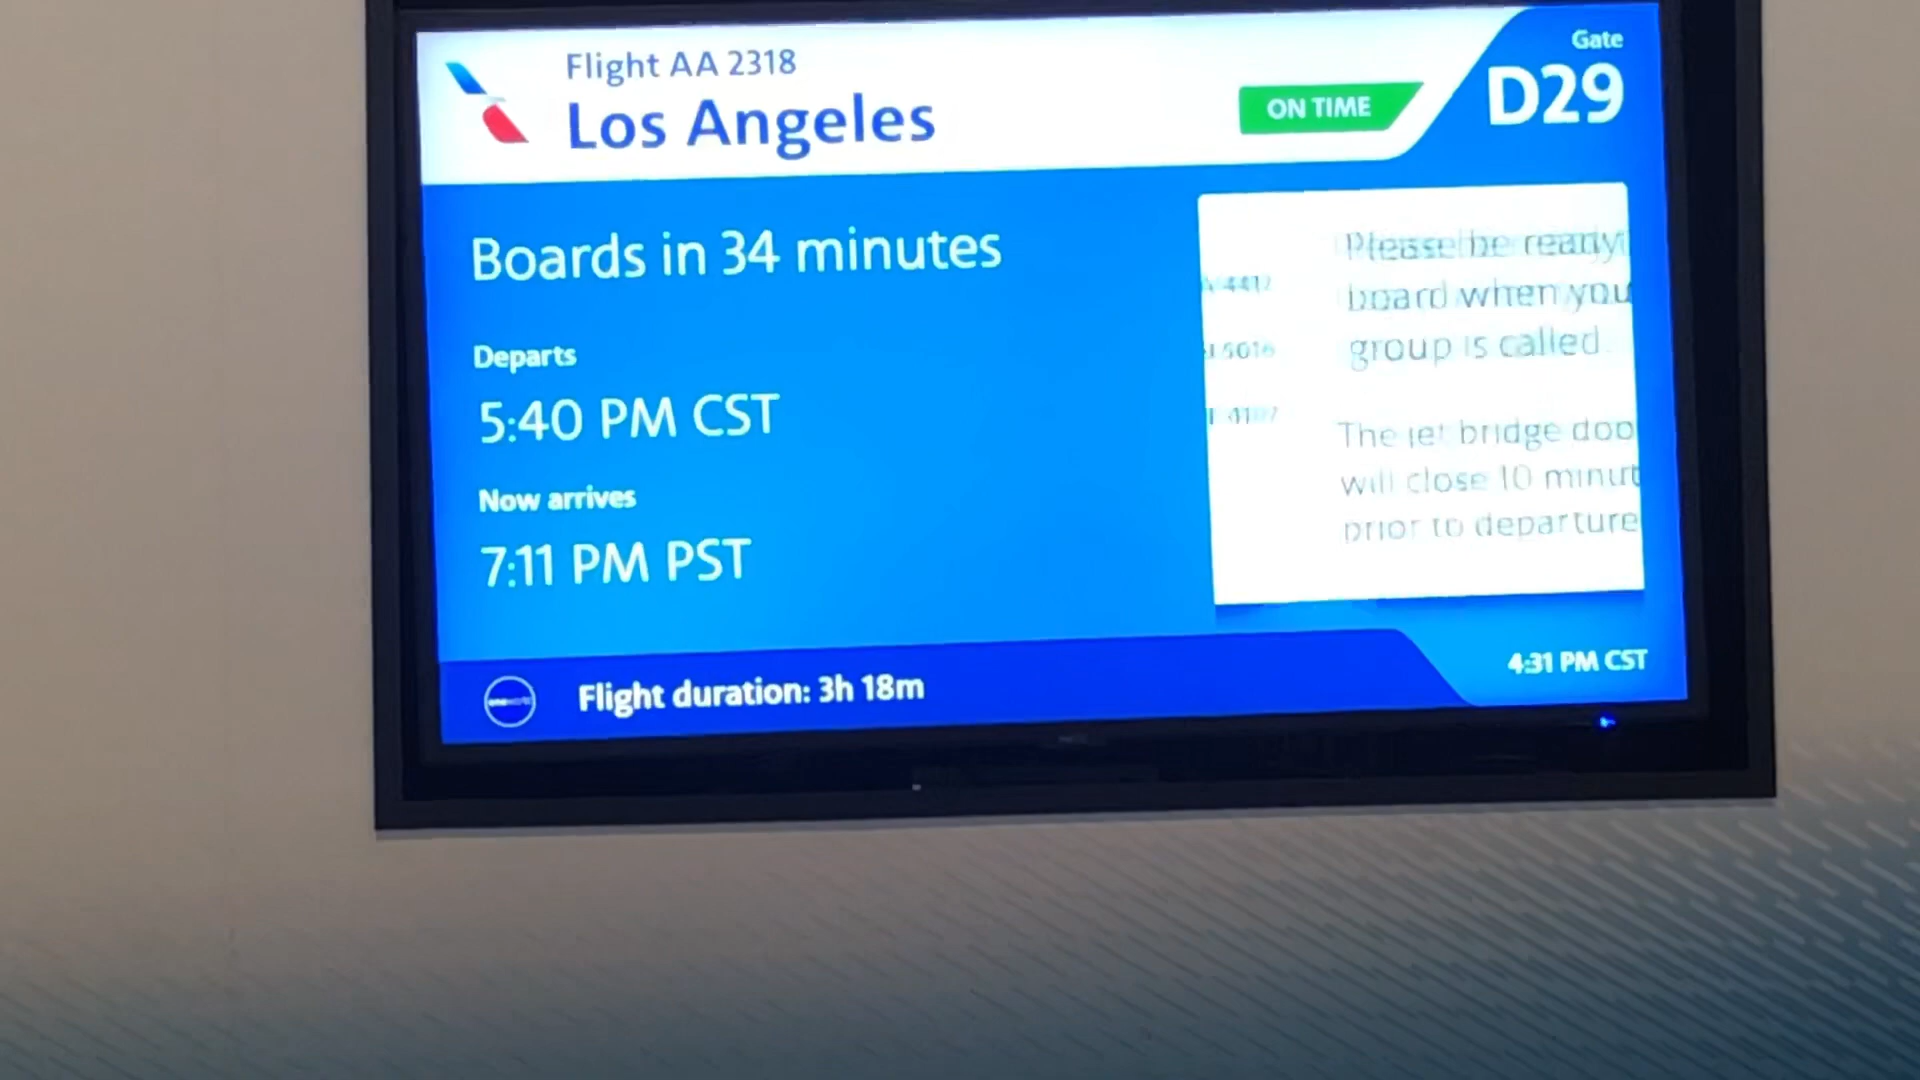 Flight AA 2318
Los Angeles
ON TIME
Gate
D29
Boards in 34 minutes
Departs
5:40 PM CST
Now arrives
7:11 PM PST
Please be ready
board when you
group is called.
The jet bridge doo
will close 10 minut
prior to departure
Flight duration: 3h 18m
4:31 PM CST